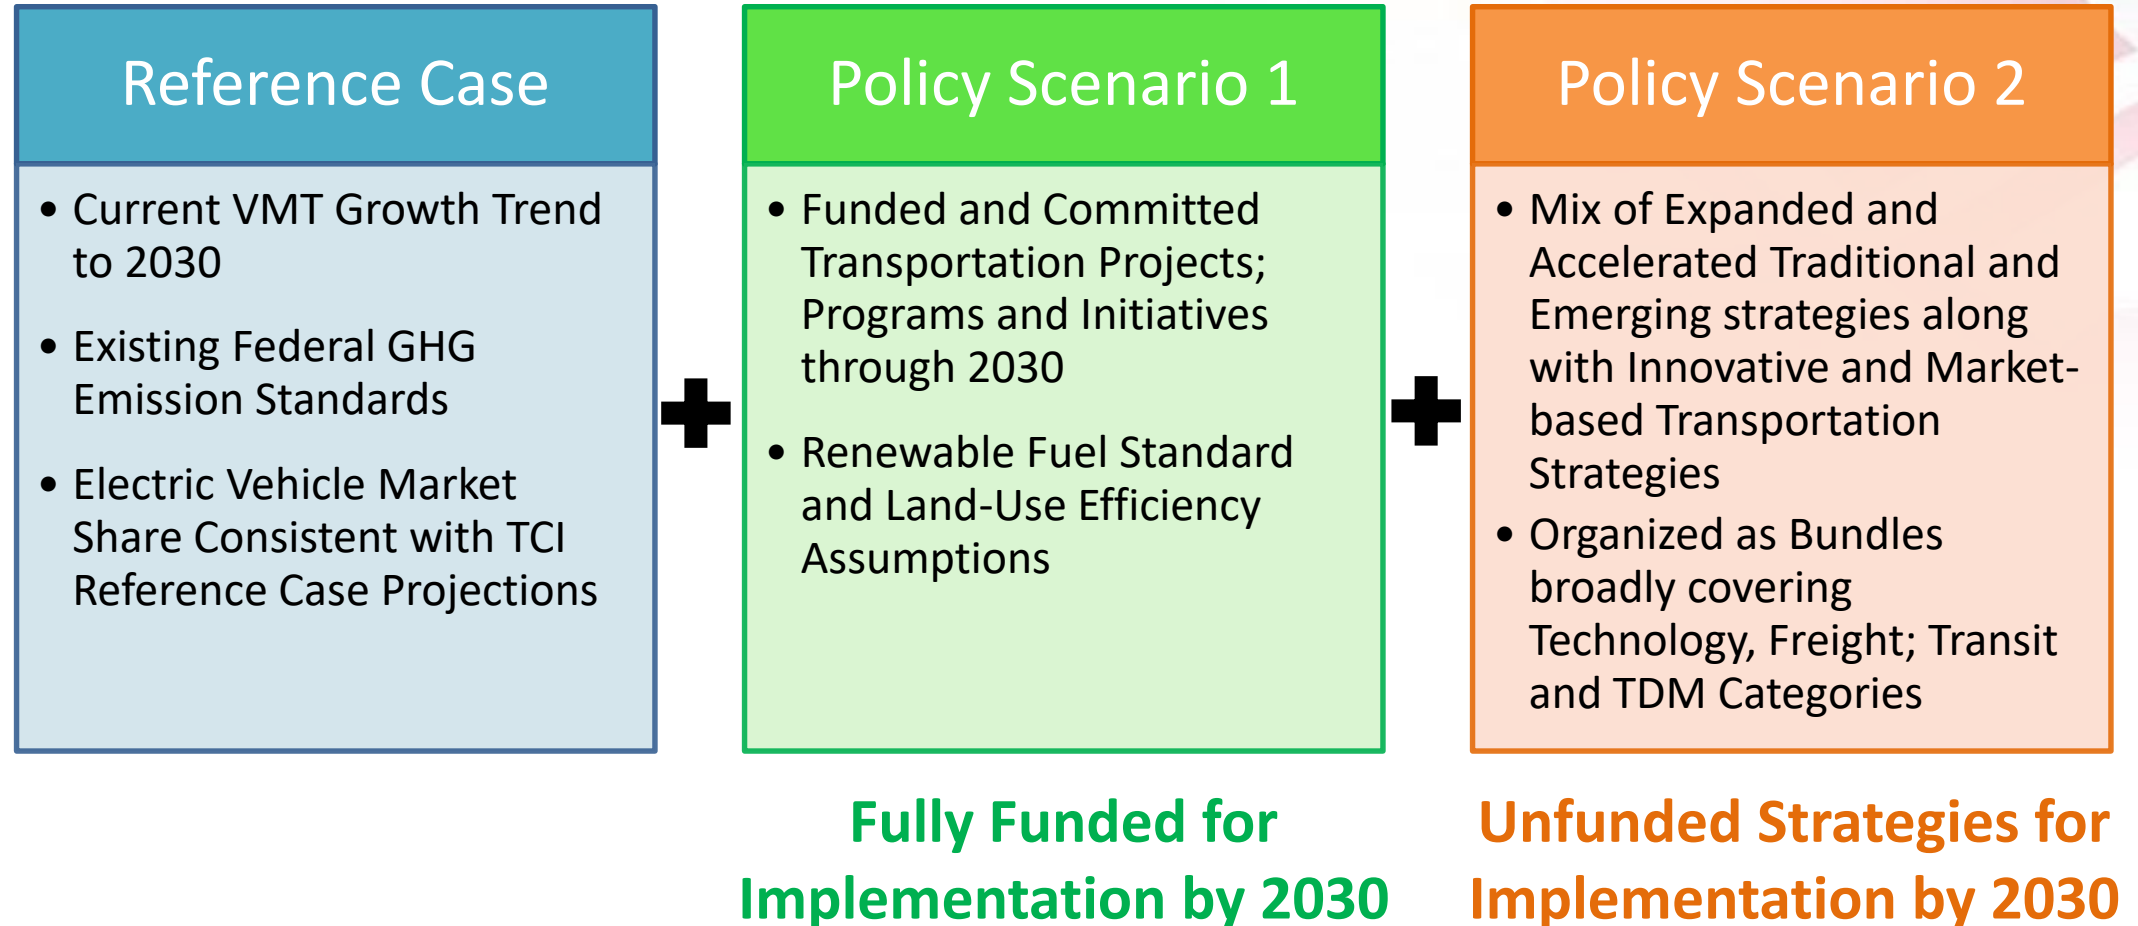 Reference Case
• Current VMT Growth Trend
to 2030
• Existing Federal GHG
Emission Standards
• Electric Vehicle Market
Share Consistent with TCI
Reference Case Projections
Policy Scenario 1
• Funded and Committed
Transportation Projects;
Programs and Initiatives
through 2030
• Renewable Fuel Standard
and Land-Use Efficiency
Assumptions
Fully Funded for
Implementation by 2030
Policy Scenario 2
• Mix of Expanded and
Accelerated Traditional and
Emerging strategies along
with Innovative and Market-
based Transportation
Strategies
• Organized as Bundles
broadly covering
Technology, Freight; Transit
and TDM Categories
Unfunded Strategies for
Implementation by 2030